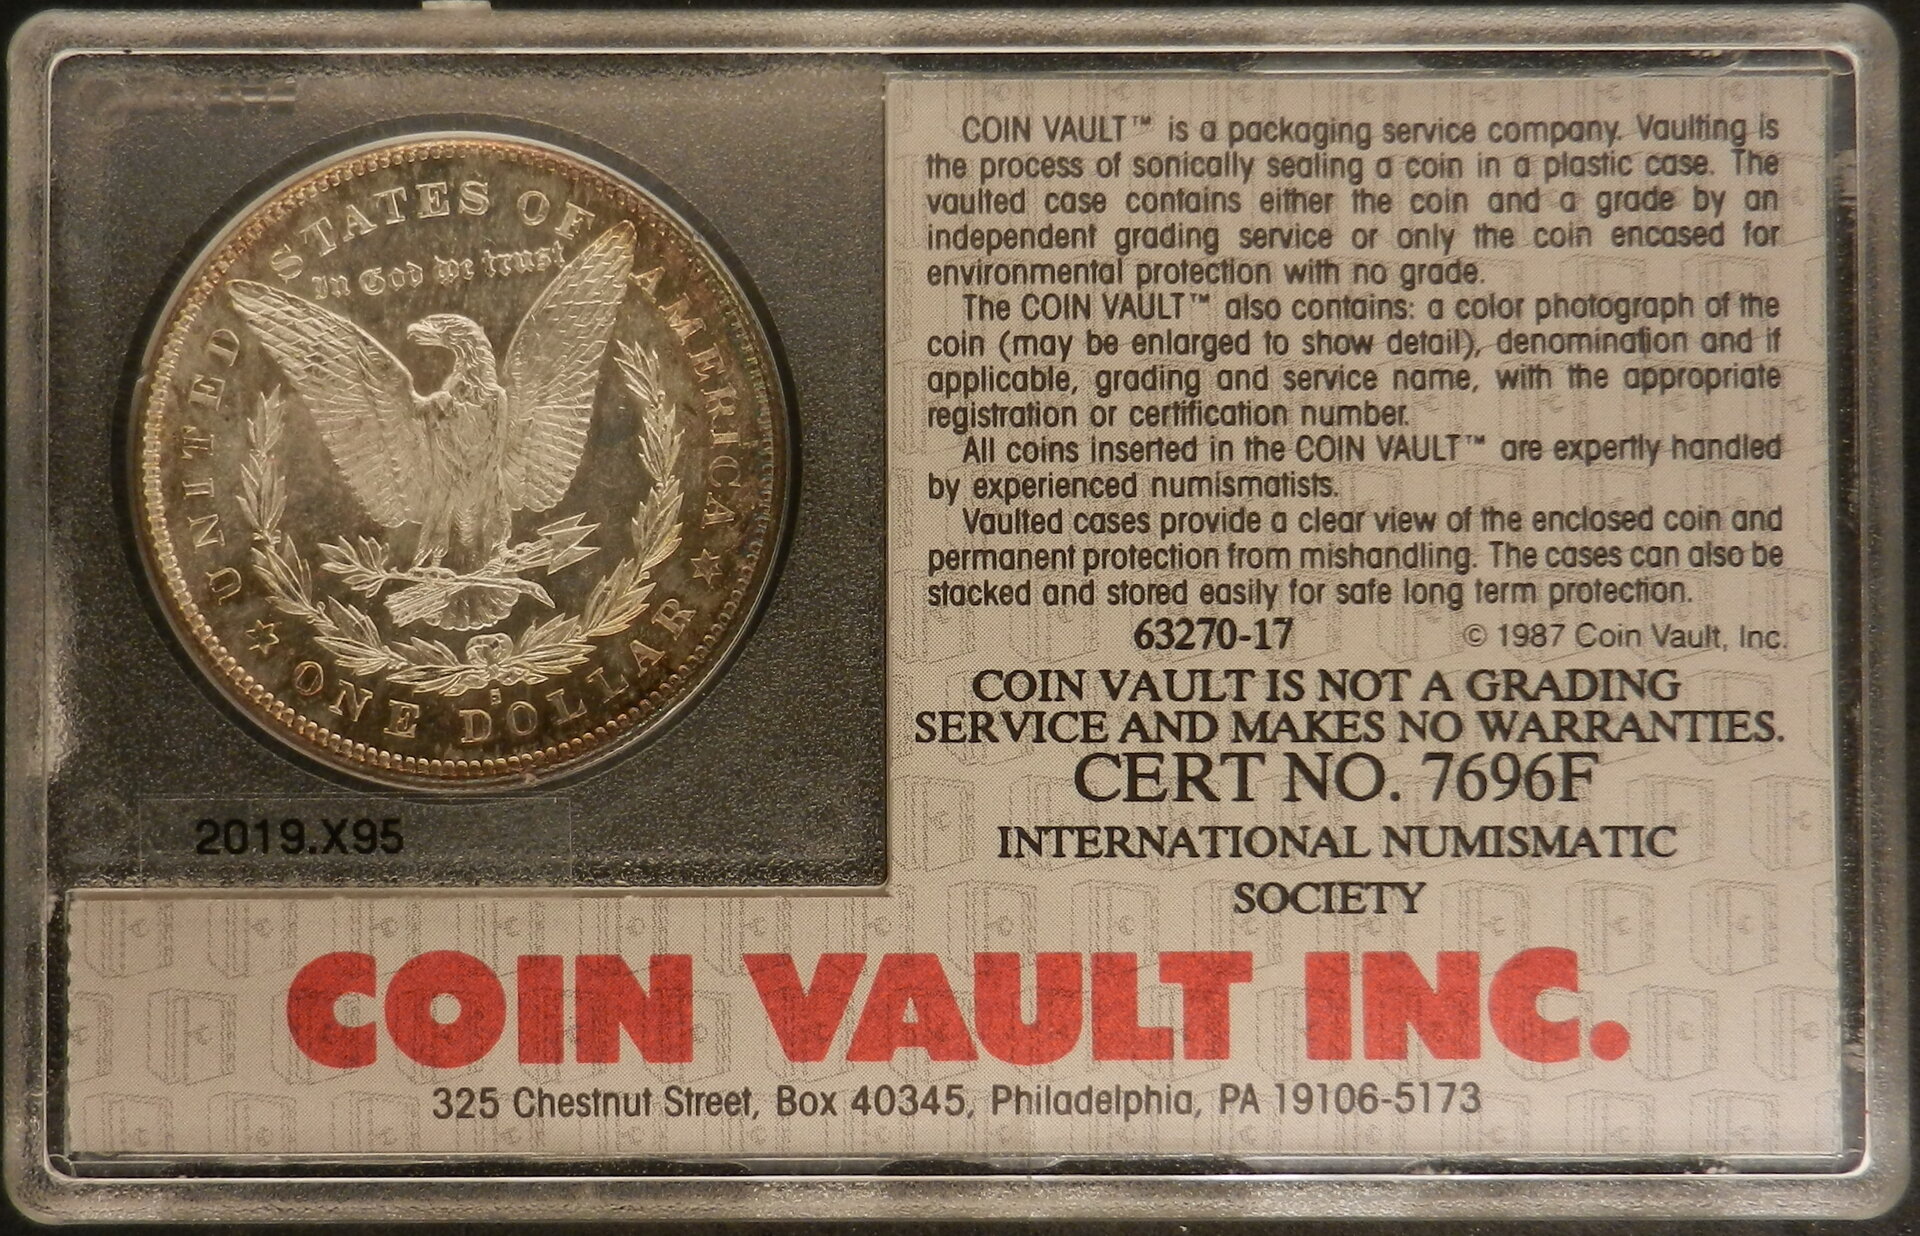 UNITED STATES OF AMERICA
In God we trust
ONE DOLLAR
S
2019.X95
COIN VAULT™ is a packaging service company. Vaulting is
the process of sonically sealing a coin in a plastic case. The
vaulted case contains either the coin and a grade by an
independent grading service or only the coin encased for
environmental protection with no grade.
The COIN VAULT™ also contains: a color photograph of the
coin (may be enlarged to show detail), denomination and if
applicable, grading and service name, with the appropriate
registration or certification number.
All coins inserted in the COIN VAULT™ are expertly handled
by experienced numismatists.
Vaulted cases provide a clear view of the enclosed coin and
permanent protection from mishandling. The cases can also be
stacked and stored easily for safe long term protection.
63270-17 © 1987 Coin Vault, Inc.
COIN VAULT IS NOT A GRADING
SERVICE AND MAKES NO WARRANTIES.
CERT NO. 7696F
INTERNATIONAL NUMISMATIC
SOCIETY
COIN VAULT INC.
325 Chestnut Street, Box 40345, Philadelphia, PA 19106-5173